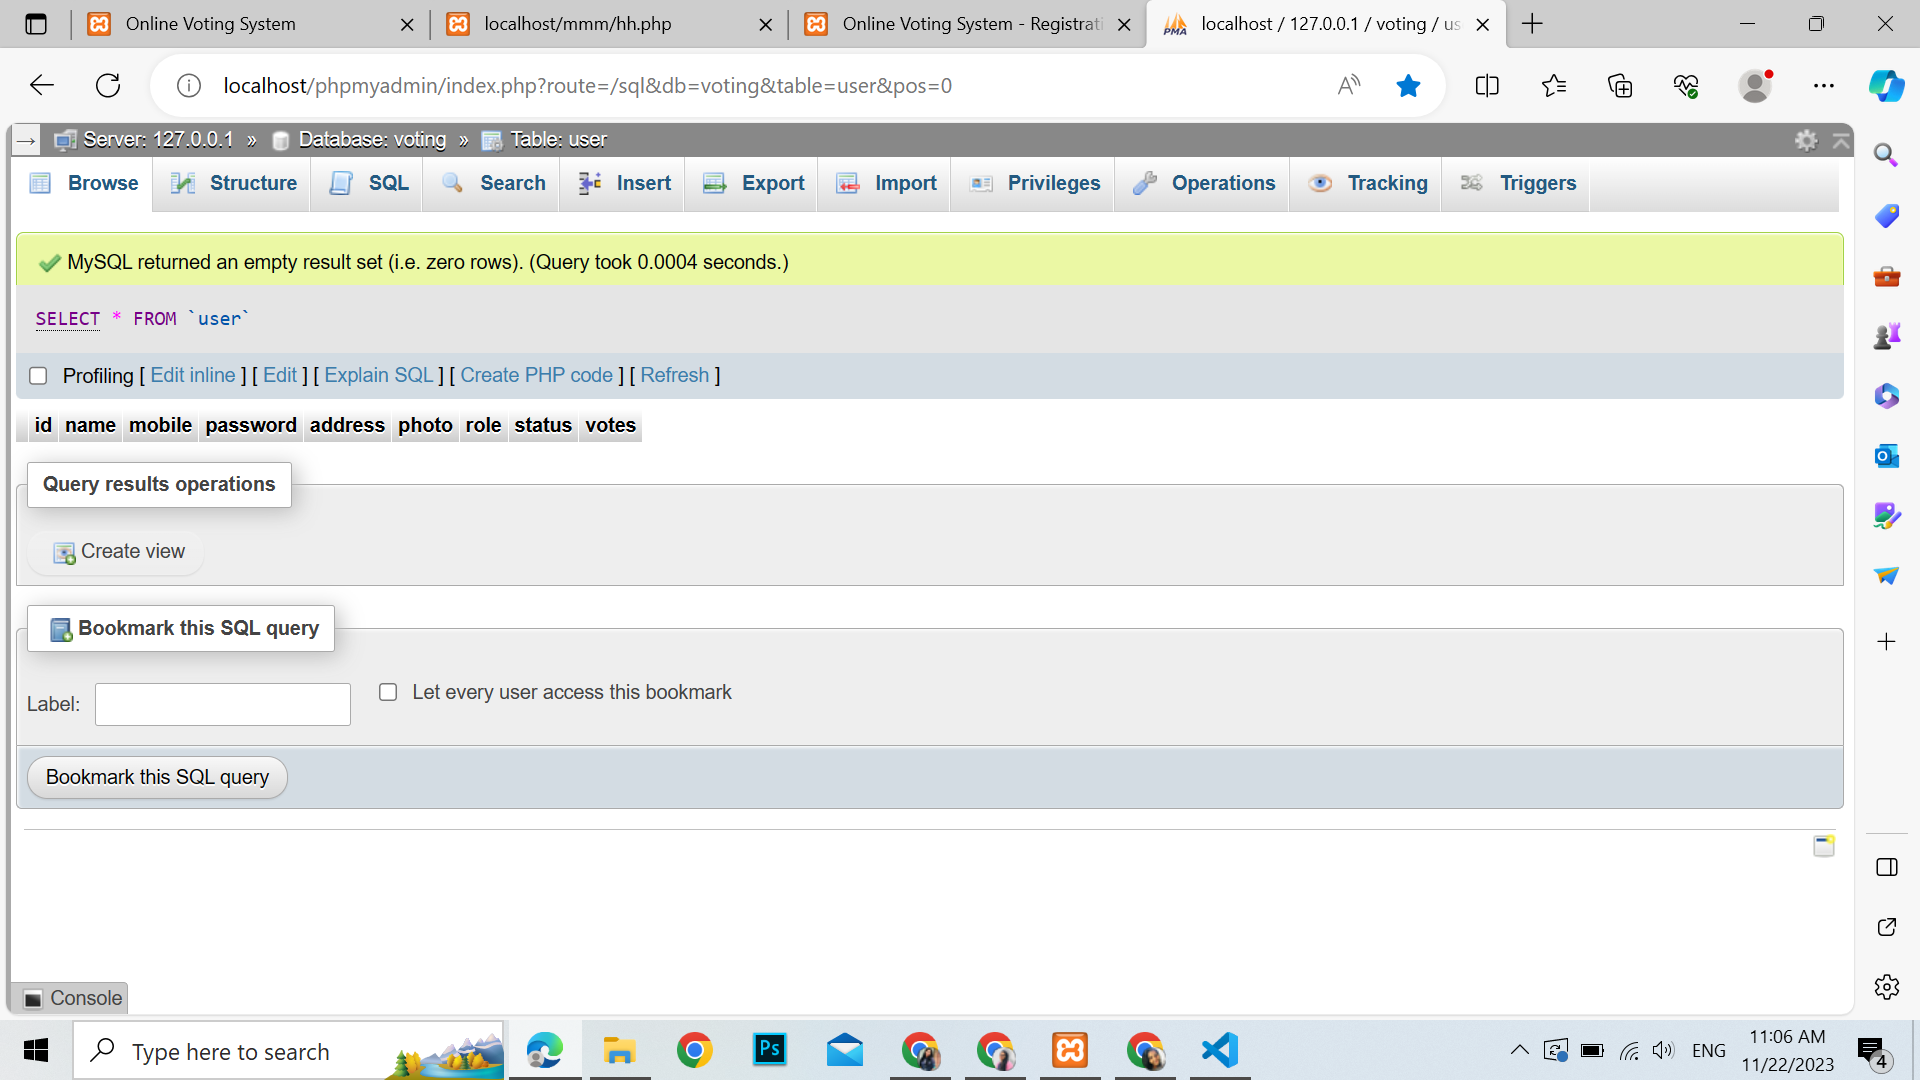 Online Voting System
localhost/mmm/hh.php
Online Voting System - Registrati
localhost / 127.0.0.1 / voting / us
localhost/phpmyadmin/index.php?route=/sql&db=voting&table=user&pos=0
Server: 127.0.0.1 » Database: voting » Table: user
Browse Structure SQL Search Insert Export Import Privileges Operations Tracking Triggers
MySQL returned an empty result set (i.e. zero rows). (Query took 0.0004 seconds.)
SELECT * FROM `user`
Profiling [ Edit inline ] [ Edit ] [ Explain SQL ] [ Create PHP code ] [ Refresh ]
id name mobile password address photo role status votes
Query results operations
Create view
Bookmark this SQL query
Label:
Let every user access this bookmark
Bookmark this SQL query
Console
Type here to search
Ps
ENG
11:06 AM
11/22/2023
4